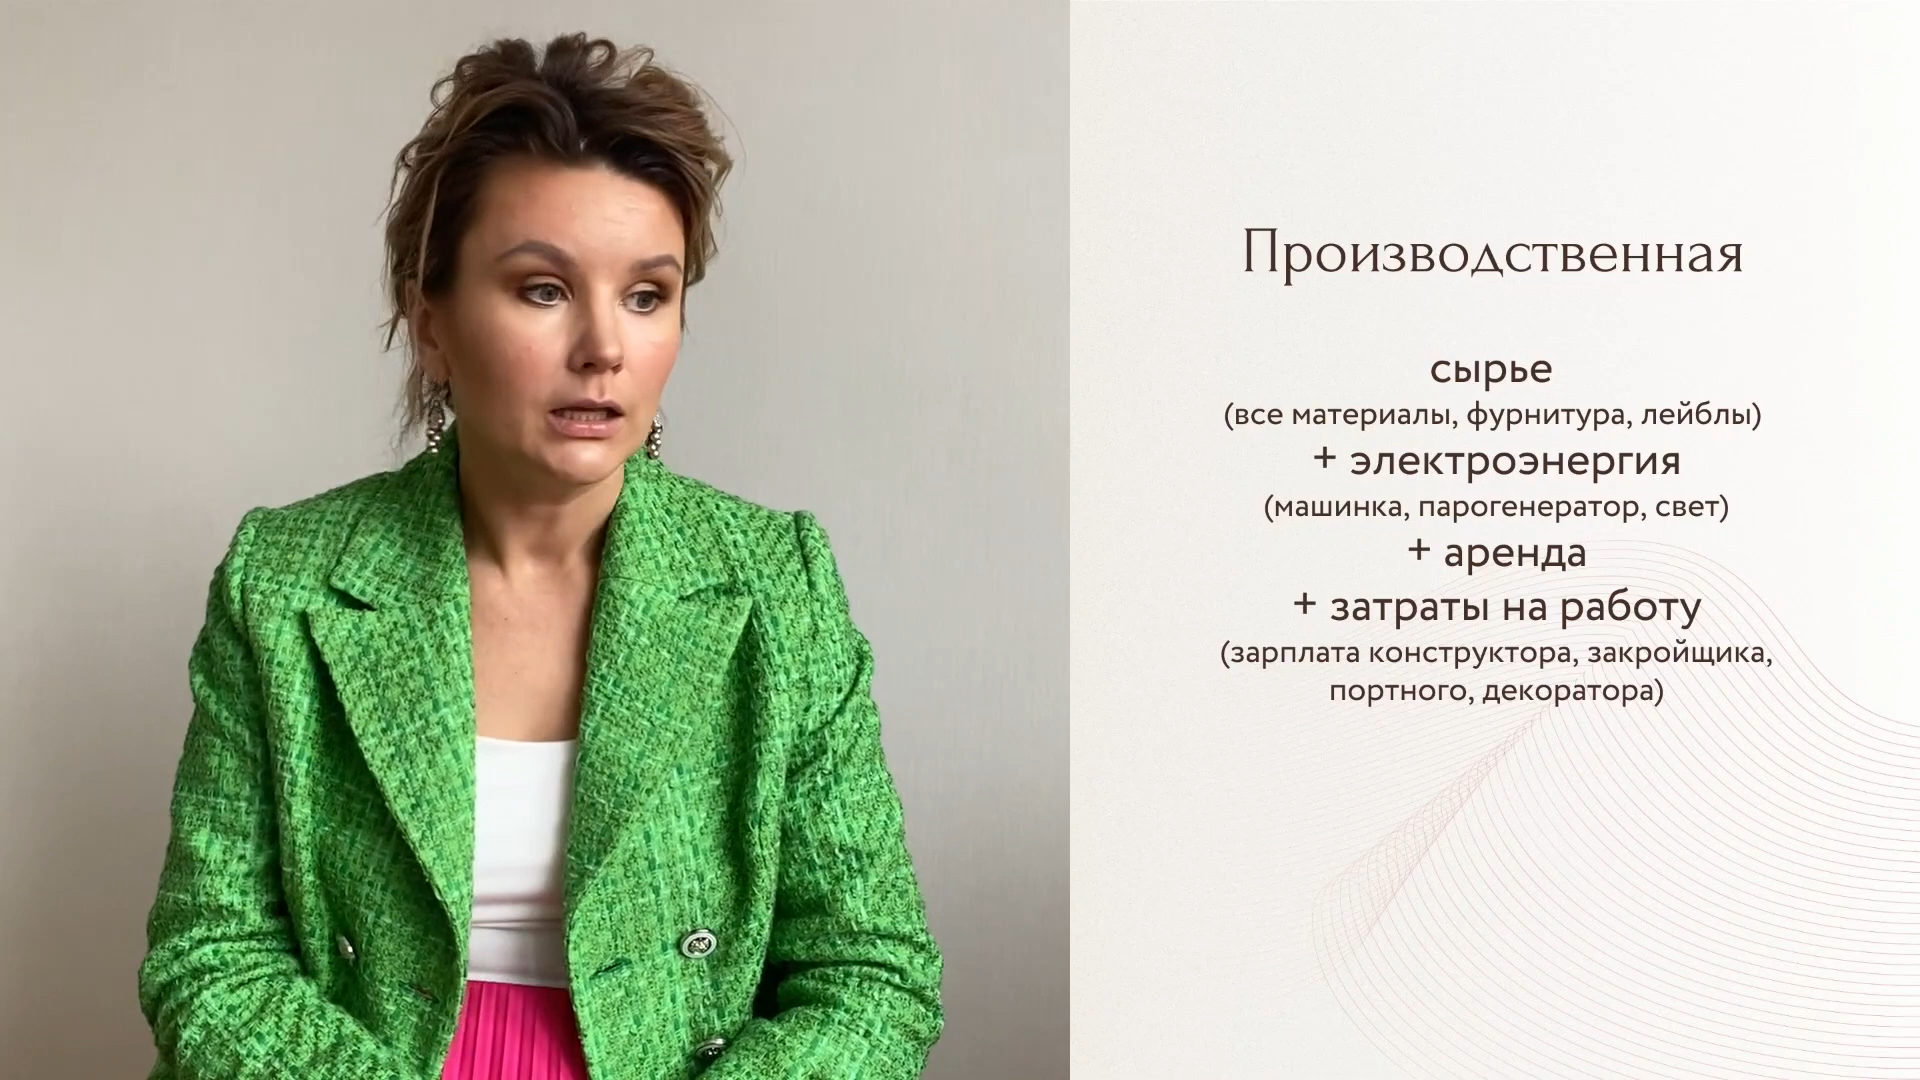 Производственная
сырье
(все материалы, фурнитура, лейблы)
+ электроэнергия
(машинка, парогенератор, свет)
+ аренда
+ затраты на работу
(зарплата конструктора, закройщика,
портного, декоратора)